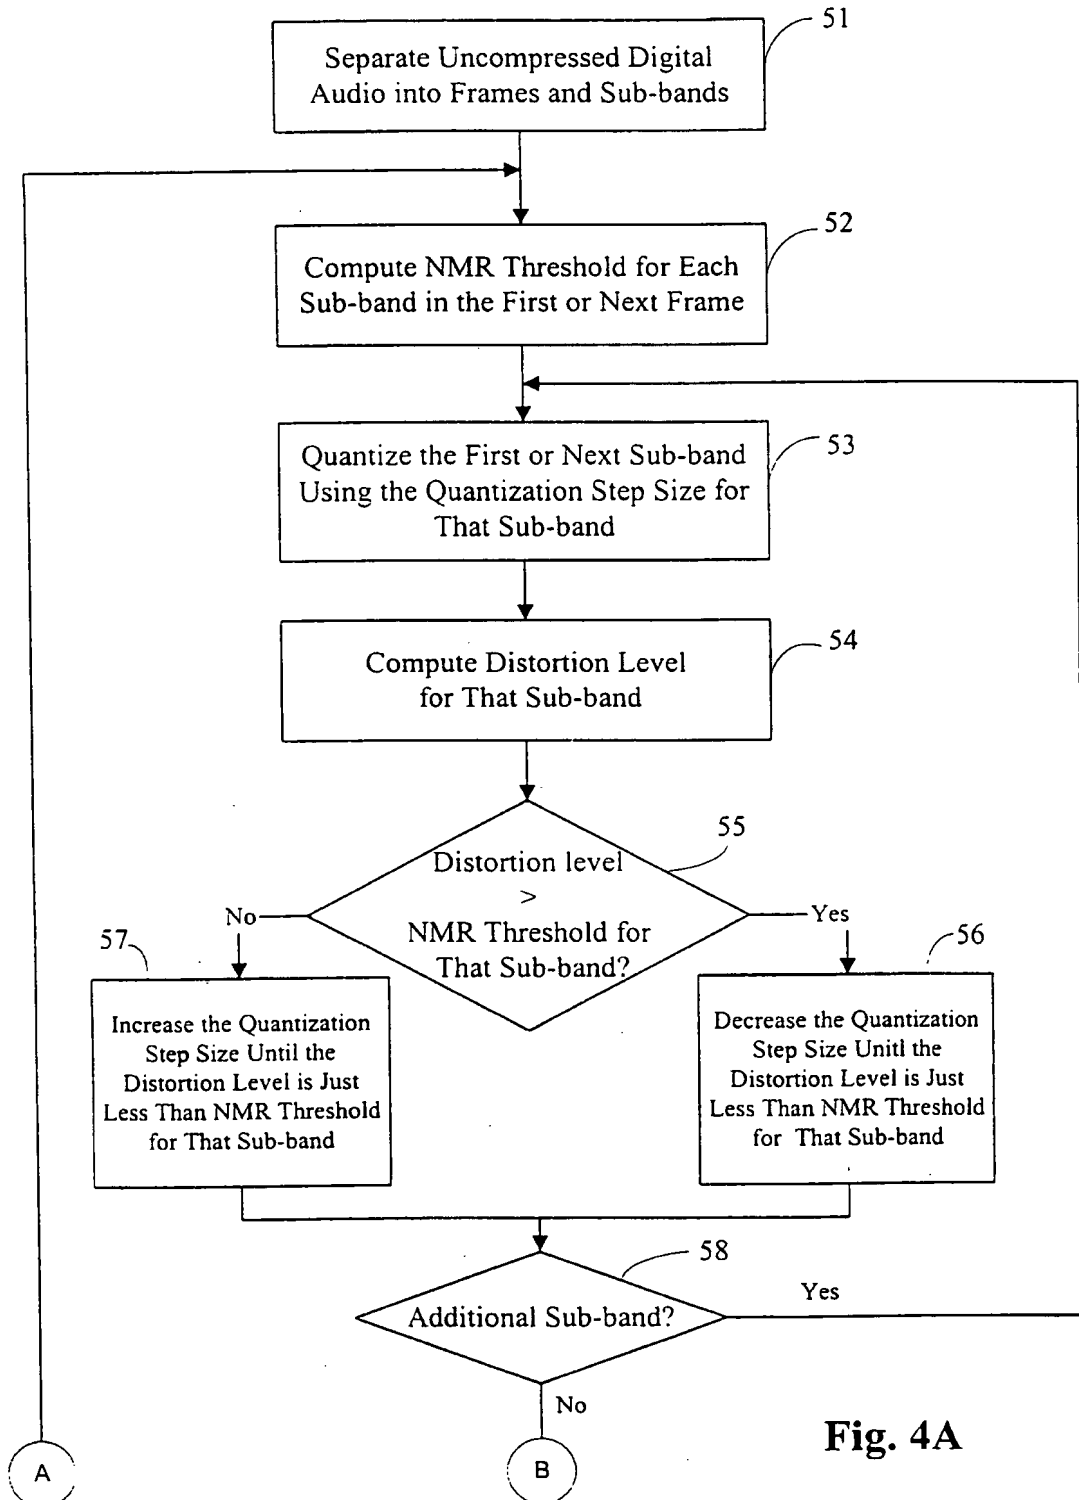 51
Separate Uncompressed Digital
Audio into Frames and Sub-bands
52
Compute NMR Threshold for Each
Sub-band in the First or Next Frame
53
Quantize the First or Next Sub-band
Using the Quantization Step Size for
That Sub-band
54
Compute Distortion Level
for That Sub-band
55
Distortion level
>
NMR Threshold for
That Sub-band?
No
Yes
57
Increase the Quantization
Step Size Until the
Distortion Level is Just
Less Than NMR Threshold
for That Sub-band
56
Decrease the Quantization
Step Size Unitl the
Distortion Level is Just
Less Than NMR Threshold
for That Sub-band
58
Additional Sub-band?
Yes
No
A
B
Fig. 4A